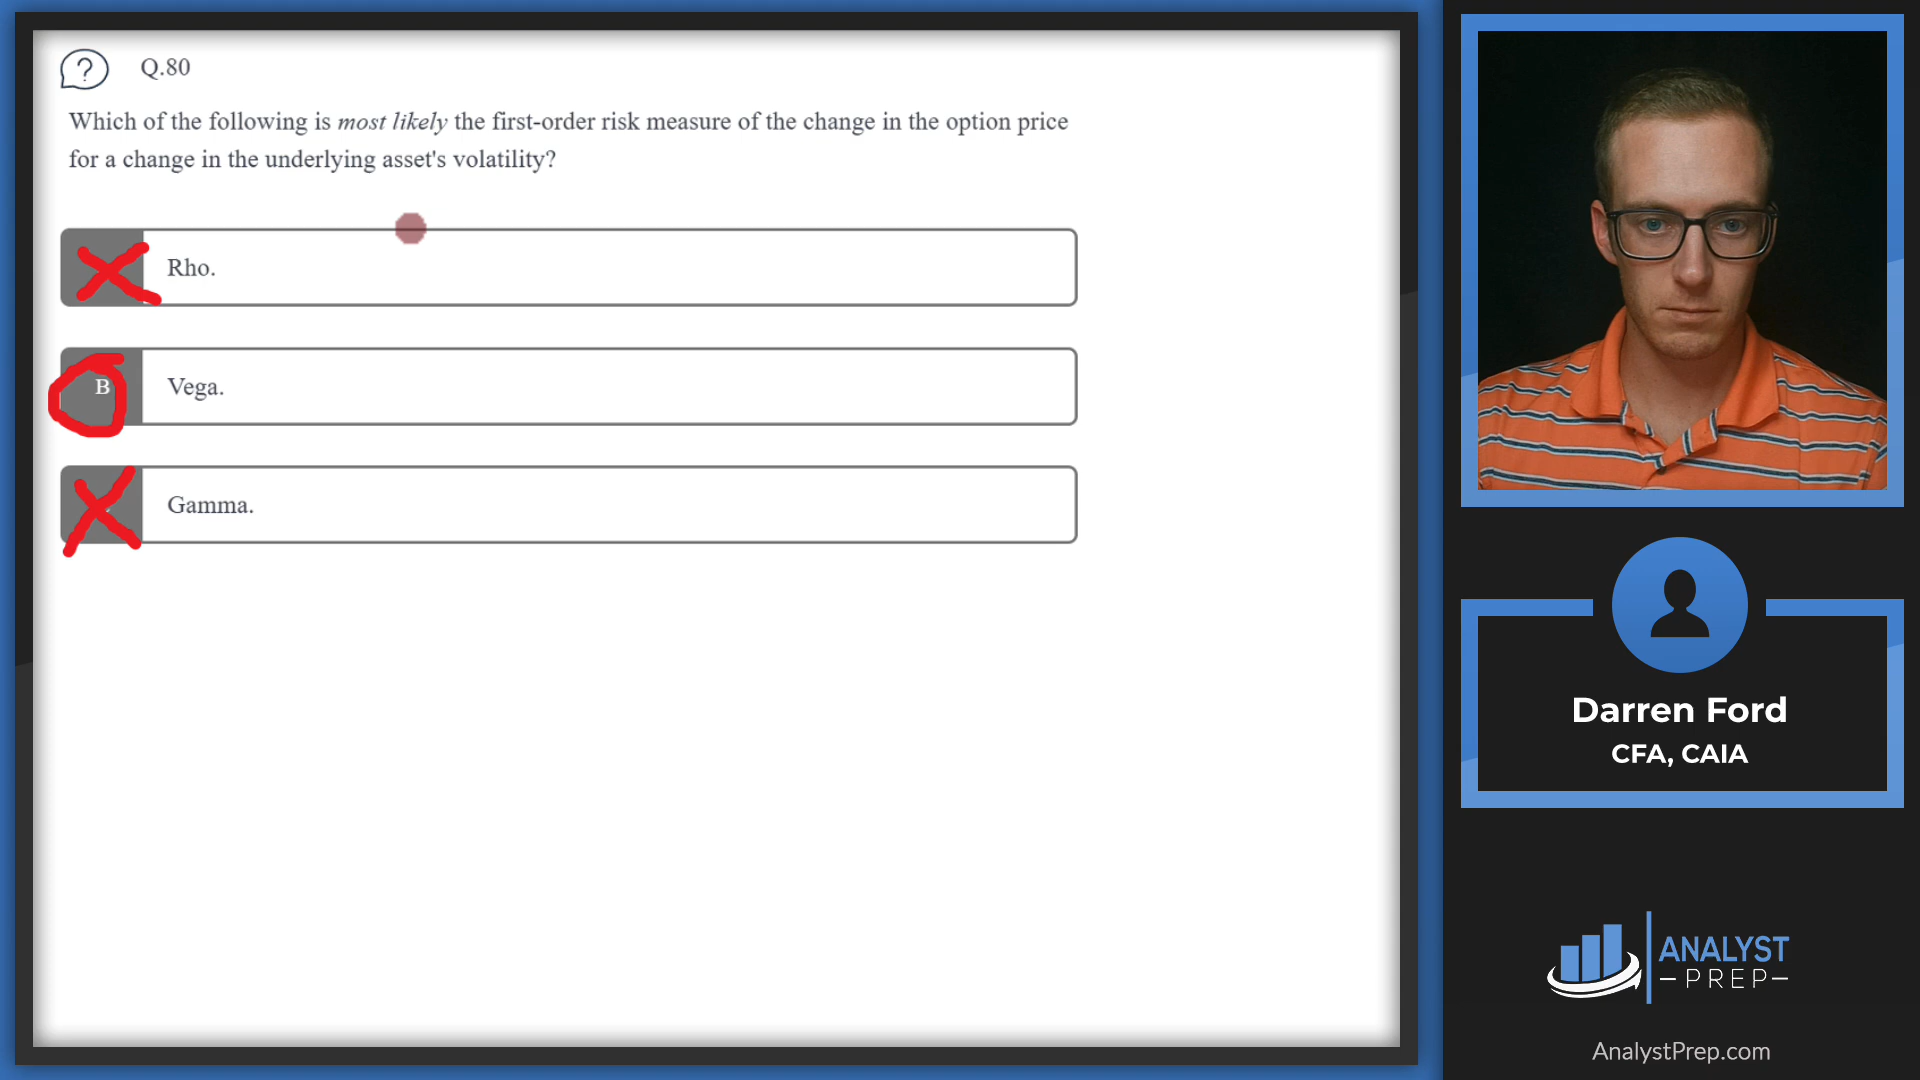 Q.80
Which of the following is most likely the first-order risk measure of the change in the option price
for a change in the underlying asset's volatility?
Rho.
B
Vega.
Gamma.
Darren Ford
CFA, CAIA
ANALYST
PREP
AnalystPrep.com